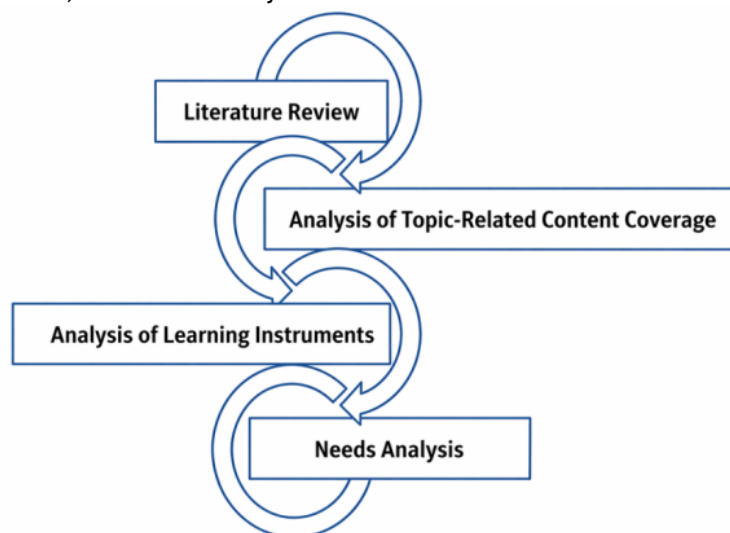 Literature Review
Analysis of Topic-Related Content Coverage
Analysis of Learning Instruments
Needs Analysis